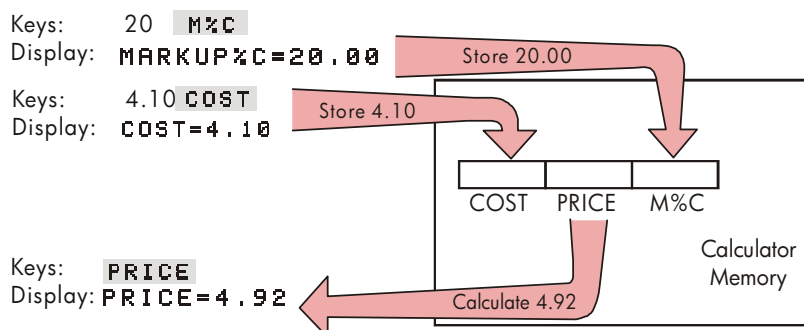 Keys: 20 M%C
Display: MARKUP%C=20.00
Store 20.00
Keys: 4.10 COST
Display: COST=4.10
Store 4.10
COST PRICE M%C
Calculator
Memory
Keys: PRICE
Display: PRICE=4.92
Calculate 4.92